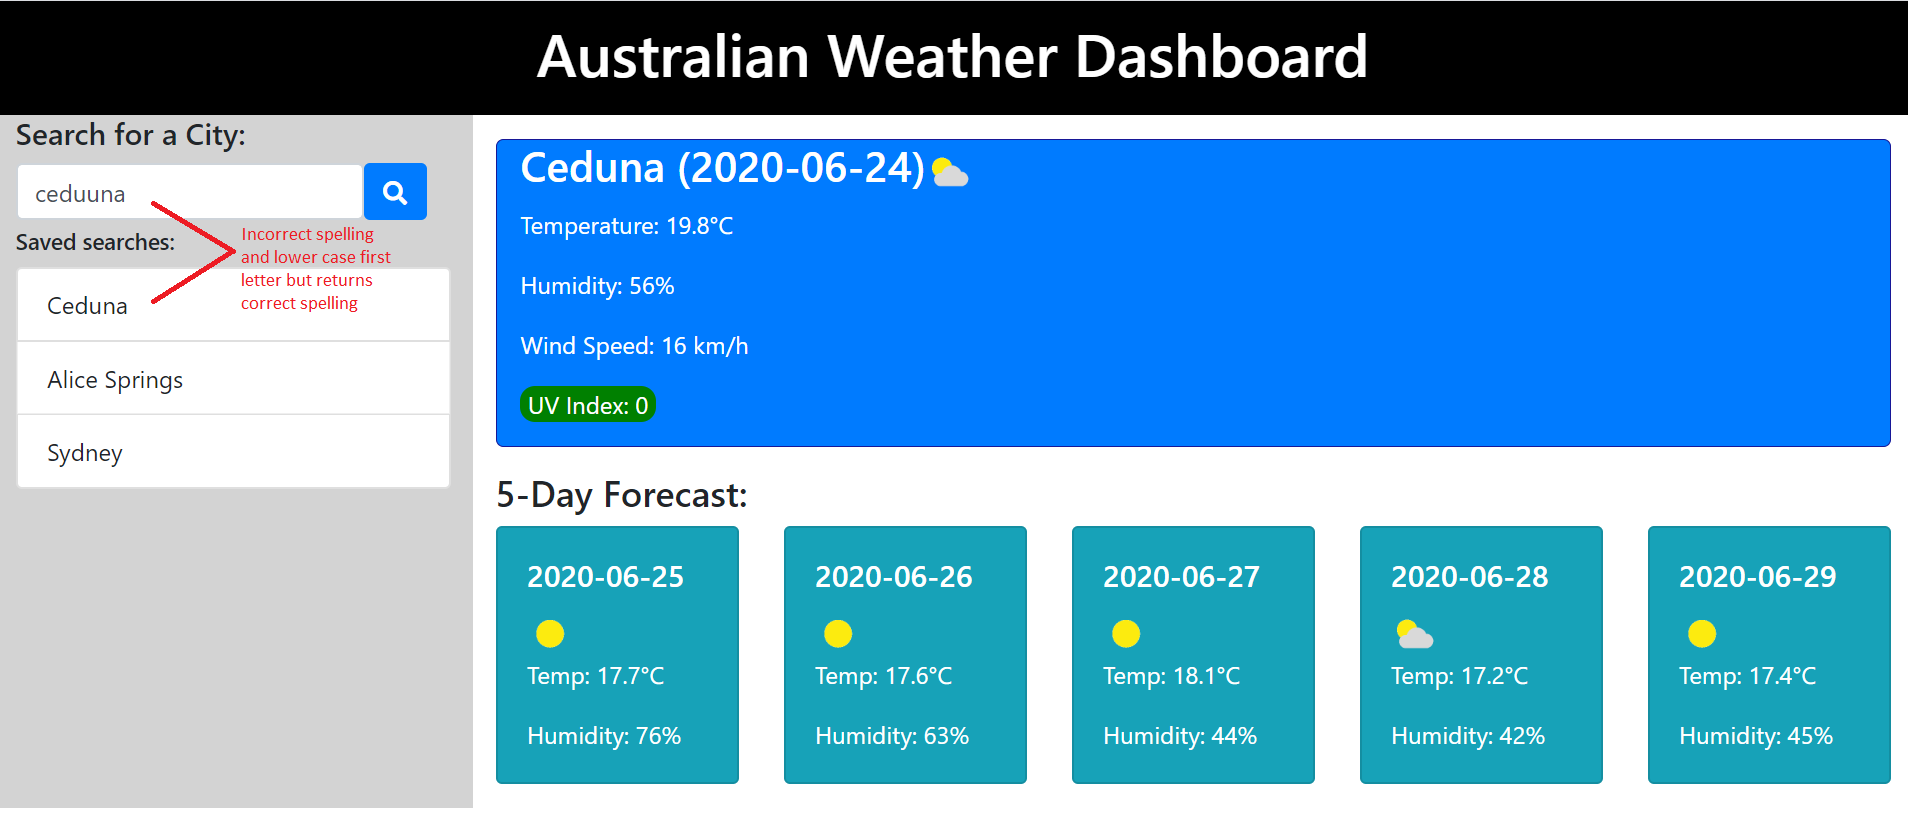 Australian Weather Dashboard
Search for a City:
ceduuna
Saved searches:
Incorrect spelling
and lower case first
letter but returns
correct spelling
Ceduna
Alice Springs
Sydney
Ceduna (2020-06-24)
Temperature: 19.8°C
Humidity: 56%
Wind Speed: 16 km/h
UV Index: 0
5-Day Forecast:
2020-06-25
Temp: 17.7°C
Humidity: 76%
2020-06-26
Temp: 17.6°C
Humidity: 63%
2020-06-27
Temp: 18.1°C
Humidity: 44%
2020-06-28
Temp: 17.2°C
Humidity: 42%
2020-06-29
Temp: 17.4°C
Humidity: 45%